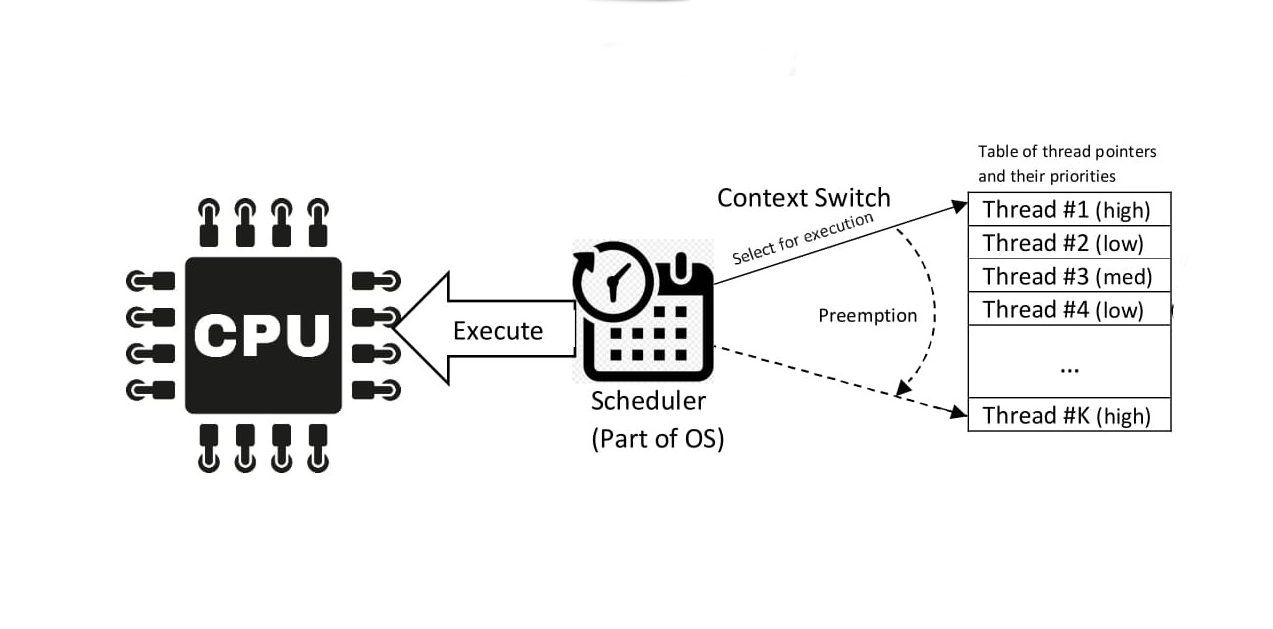 Table of thread pointers
and their priorities
Context Switch
Select for execution
Thread #1 (high)
Thread #2 (low)
Thread #3 (med)
Thread #4 (low)
...
Thread #K (high)
Preemption
CPU
Execute
Scheduler
(Part of OS)